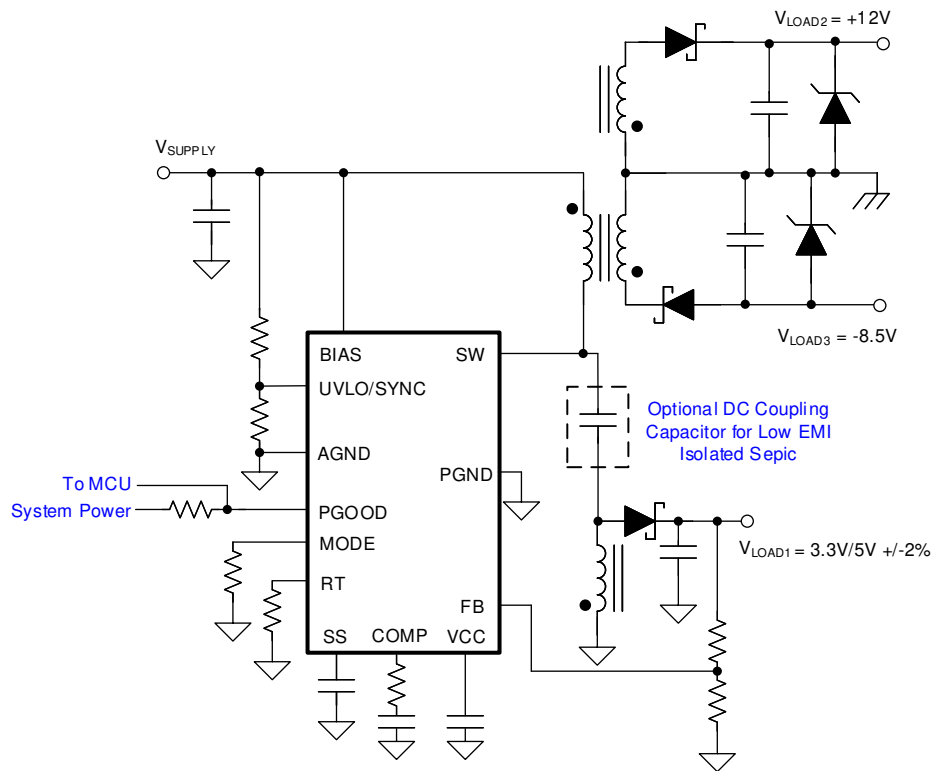 VLOAD2 = +12V
VSUPPLY
VLOAD3 = -8.5V
BIAS
SW
UVLO/SYNC
Optional DC Coupling
Capacitor for Low EMI
Isolated Sepic
AGND
PGND
To MCU
System Power
PGOOD
MODE
VLOAD1 = 3.3V/5V +/-2%
RT
FB
SS
COMP
VCC